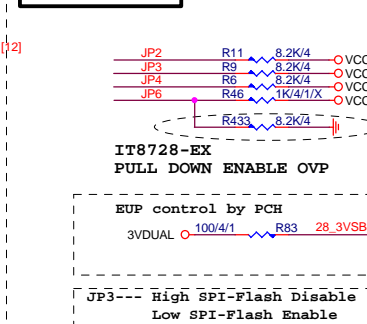 [12]
JP2 R11 8.2K/4 VCC
JP3 R9 8.2K/4 VCC
JP4 R6 8.2K/4 VCC
JP6 R46 1K/4/1/X VCC
R433 8.2K/4
IT8728-EX
PULL DOWN ENABLE OVP
EUP control by PCH
3VDUAL 100/4/1 R83 28_3VSB
JP3--- High SPI-Flash Disable
Low SPI-Flash Enable